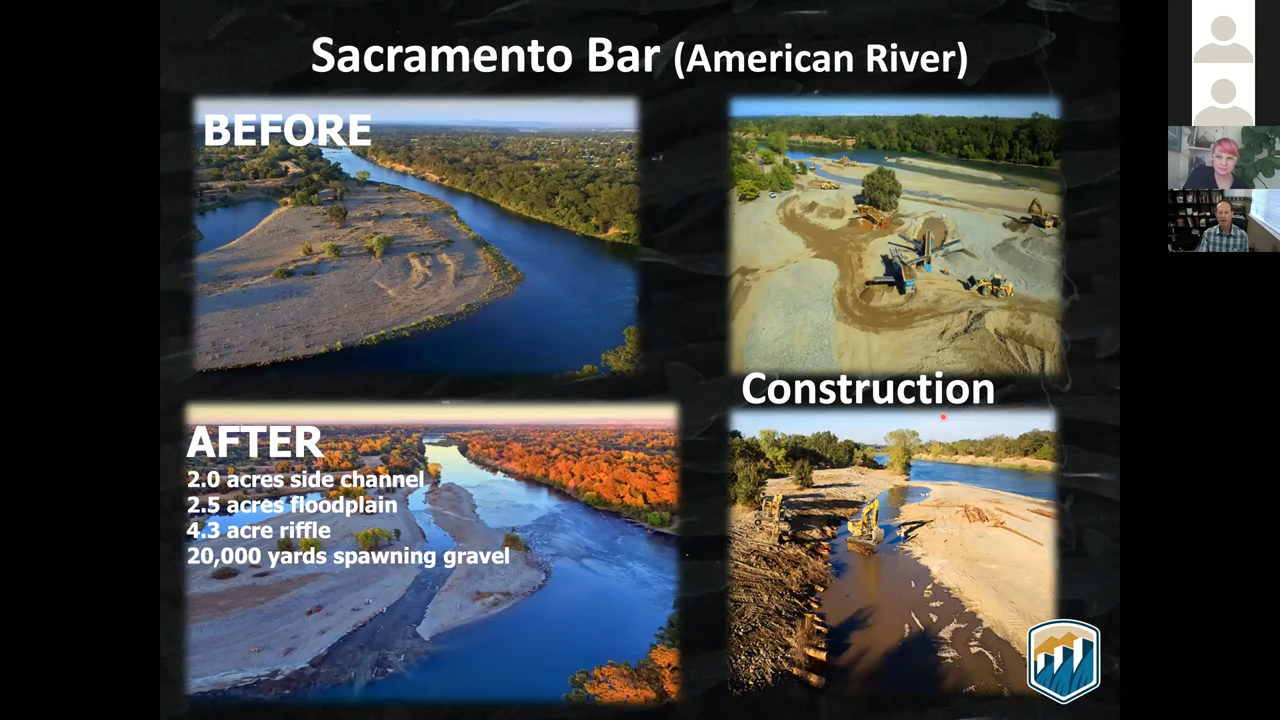 Sacramento Bar (American River)
BEFORE
Construction
AFTER
2.0 acres side channel
2.5 acres floodplain
4.3 acre riffle
20,000 yards spawning gravel